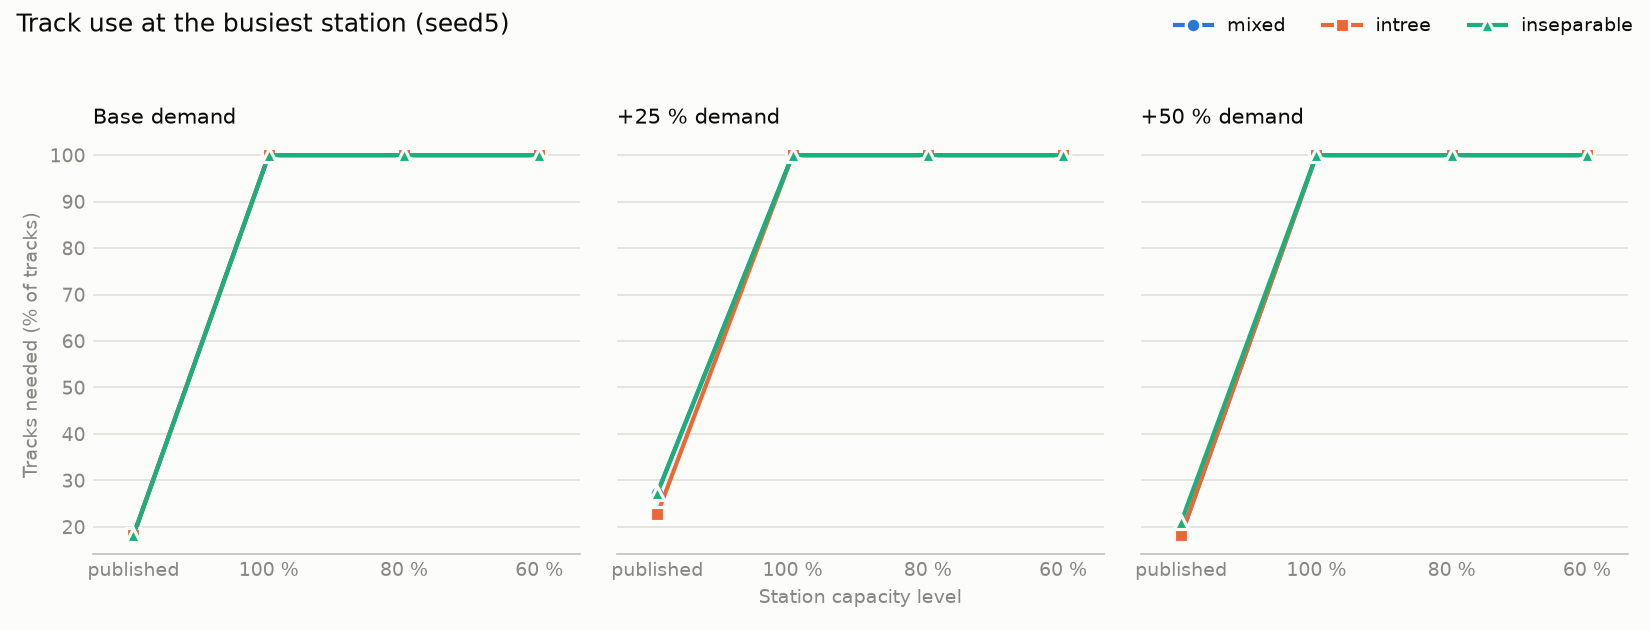 Track use at the busiest station (seed5)
mixed
intree
inseparable
Base demand
+25 % demand
+50 % demand
Tracks needed (% of tracks)
100
90
80
70
60
50
40
30
20
published 100 % 80 % 60 %
published 100 % 80 % 60 %
published 100 % 80 % 60 %
Station capacity level